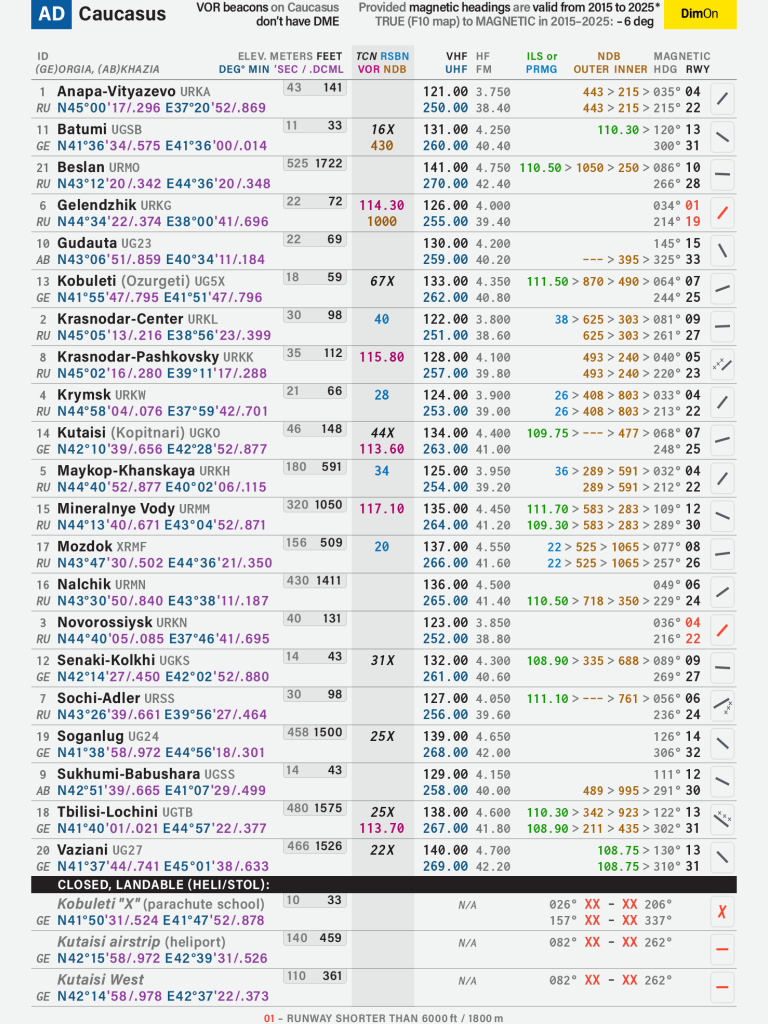 AD Caucasus VOR beacons on Caucasus Provided magnetic headings are valid from 2015 to 2025* DimOn
don't have DME TRUE (F10 map) to MAGNETIC in 2015–2025: –6 deg
ID ELEV. METERS FEET TCN RSBN VHF HF ILS or NDB MAGNETIC
(GE)ORGIA, (AB)KHAZIA DEG° MIN 'SEC / .DCML VOR NDB UHF FM PRMG OUTER INNER HDG RWY
1 Anapa-Vityazevo URKA 43 141 121.00 3.750 443 > 215 > 035° 04
RU N45°00'17/.296 E37°20'52/.869 250.00 38.40 443 > 215 > 215° 22
11 Batumi UGSB 11 33 16X 131.00 4.250 110.30 > 120° 13
GE N41°36'34/.575 E41°36'00/.014 430 260.00 40.40 300° 31
21 Beslan URMO 525 1722 141.00 4.750 110.50 > 1050 > 250 > 086° 10
RU N43°12'20/.342 E44°36'20/.348 270.00 42.40 266° 28
6 Gelendzhik URKG 22 72 114.30 126.00 4.000 034° 01
RU N44°34'22/.374 E38°00'41/.696 1000 255.00 39.40 214° 19
10 Gudauta UG23 22 69 130.00 4.200 145° 15
AB N43°06'51/.859 E40°34'11/.184 259.00 40.20 --- > 395 > 325° 33
13 Kobuleti (Ozurgeti) UG5X 18 59 67X 133.00 4.350 111.50 > 870 > 490 > 064° 07
GE N41°55'47/.795 E41°51'47/.796 262.00 40.80 244° 25
2 Krasnodar-Center URKL 30 98 40 122.00 3.800 38 > 625 > 303 > 081° 09
RU N45°05'13/.216 E38°56'23/.399 251.00 38.60 625 > 303 > 261° 27
8 Krasnodar-Pashkovsky URKK 35 112 115.80 128.00 4.100 493 > 240 > 040° 05
RU N45°02'16/.280 E39°11'17/.288 257.00 39.80 493 > 240 > 220° 23
4 Krymsk URKW 21 66 28 124.00 3.900 26 > 408 > 803 > 033° 04
RU N44°58'04/.076 E37°59'42/.701 253.00 39.00 26 > 408 > 803 > 213° 22
14 Kutaisi (Kopitnari) UGKO 46 148 44X 134.00 4.400 109.75 > --- > 477 > 068° 07
GE N42°10'39/.656 E42°28'52/.877 113.60 263.00 41.00 248° 25
5 Maykop-Khanskaya URKH 180 591 34 125.00 3.950 36 > 289 > 591 > 032° 04
RU N44°40'52/.877 E40°02'06/.115 254.00 39.20 289 > 591 > 212° 22
15 Mineralnye Vody URMM 320 1050 117.10 135.00 4.450 111.70 > 583 > 283 > 109° 12
RU N44°13'40/.671 E43°04'52/.871 264.00 41.20 109.30 > 583 > 283 > 289° 30
17 Mozdok XRMF 156 509 20 137.00 4.550 22 > 525 > 1065 > 077° 08
RU N43°47'30/.502 E44°36'21/.350 266.00 41.60 22 > 525 > 1065 > 257° 26
16 Nalchik URMN 430 1411 136.00 4.500 049° 06
RU N43°30'50/.840 E43°38'11/.187 265.00 41.40 110.50 > 718 > 350 > 229° 24
3 Novorossiysk URKN 40 131 123.00 3.850 036° 04
RU N44°40'05/.085 E37°46'41/.695 252.00 38.80 216° 22
12 Senaki-Kolkhi UGKS 14 43 31X 132.00 4.300 108.90 > 335 > 688 > 089° 09
GE N42°14'27/.450 E42°02'52/.880 261.00 40.60 269° 27
7 Sochi-Adler URSS 30 98 127.00 4.050 111.10 > --- > 761 > 056° 06
RU N43°26'39/.661 E39°56'27/.464 256.00 39.60 236° 24
19 Soganlug UG24 458 1500 25X 139.00 4.650 126° 14
GE N41°38'58/.972 E44°56'18/.301 268.00 42.00 306° 32
9 Sukhumi-Babushara UGSS 14 43 129.00 4.150 111° 12
AB N42°51'39/.665 E41°07'29/.499 258.00 40.00 489 > 995 > 291° 30
18 Tbilisi-Lochini UGTB 480 1575 25X 138.00 4.600 110.30 > 342 > 923 > 122° 13
GE N41°40'01/.021 E44°57'22/.377 113.70 267.00 41.80 108.90 > 211 > 435 > 302° 31
20 Vaziani UG27 466 1526 22X 140.00 4.700 108.75 > 130° 13
GE N41°37'44/.741 E45°01'38/.633 269.00 42.20 108.75 > 310° 31
CLOSED, LANDABLE (HELI/STOL):
Kobuleti "X" (parachute school) 10 33 N/A 026° XX – XX 206°
GE N41°50'31/.524 E41°47'52/.878 157° XX – XX 337°
Kutaisi airstrip (heliport) 140 459 N/A 082° XX – XX 262°
GE N42°15'58/.972 E42°39'31/.526
Kutaisi West 110 361 N/A 082° XX – XX 262°
GE N42°14'58/.978 E42°37'22/.373
01 – RUNWAY SHORTER THAN 6000 ft / 1800 m